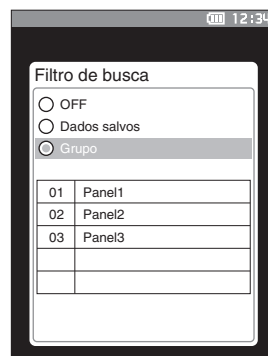 12:34
Filtro de busca
OFF
Dados salvos
Grupo
01 Panel1
02 Panel2
03 Panel3